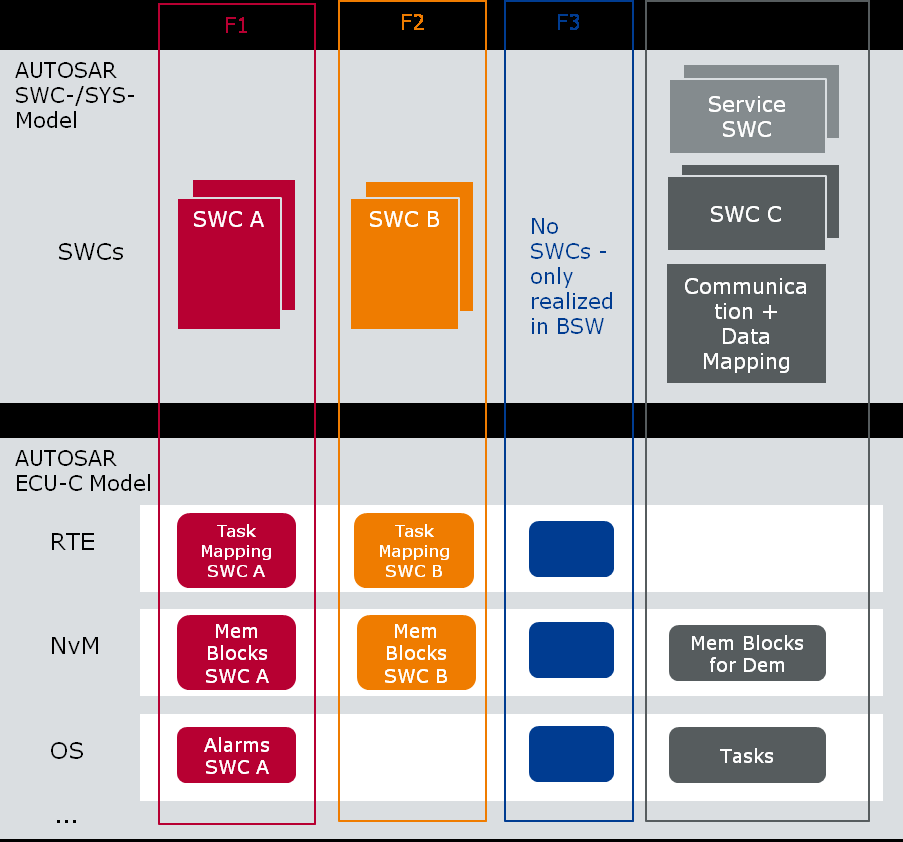 F1
F2
F3
AUTOSAR
SWC-/SYS-
Model
Service
SWC
SWCs
SWC A
SWC B
No
SWCs -
only
realized
in BSW
SWC C
Communica
tion +
Data
Mapping
AUTOSAR
ECU-C Model
RTE
Task
Mapping
SWC A
Task
Mapping
SWC B
NvM
Mem
Blocks
SWC A
Mem
Blocks
SWC B
Mem Blocks
for Dem
OS
Alarms
SWC A
Tasks
...